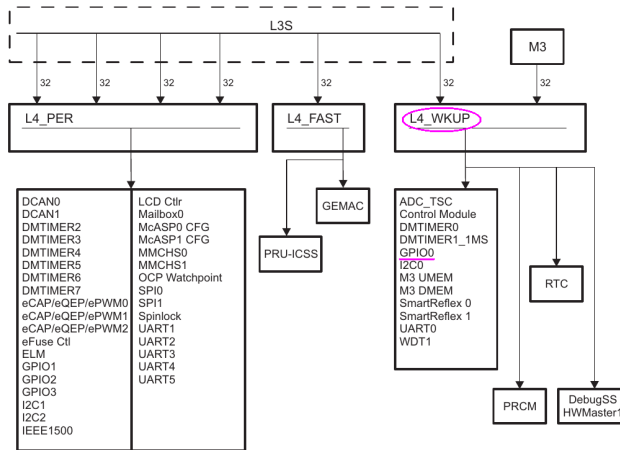 L3S
M3
32 32 32 32 32 32 32
L4_PER
L4_FAST
L4_WKUP
DCAN0
DCAN1
DMTIMER2
DMTIMER3
DMTIMER4
DMTIMER5
DMTIMER6
DMTIMER7
eCAP/eQEP/ePWM0
eCAP/eQEP/ePWM1
eCAP/eQEP/ePWM2
eFuse Ctl
ELM
GPIO1
GPIO2
GPIO3
I2C1
I2C2
IEEE1500
LCD Ctlr
Mailbox0
McASP0 CFG
McASP1 CFG
MMCHS0
MMCHS1
OCP Watchpoint
SPI0
SPI1
Spinlock
UART1
UART2
UART3
UART4
UART5
PRU-ICSS
GEMAC
ADC_TSC
Control Module
DMTIMER0
DMTIMER1_1MS
GPIO0
I2C0
M3 UMEM
M3 DMEM
SmartReflex 0
SmartReflex 1
UART0
WDT1
PRCM
RTC
DebugSS
HWMaster1